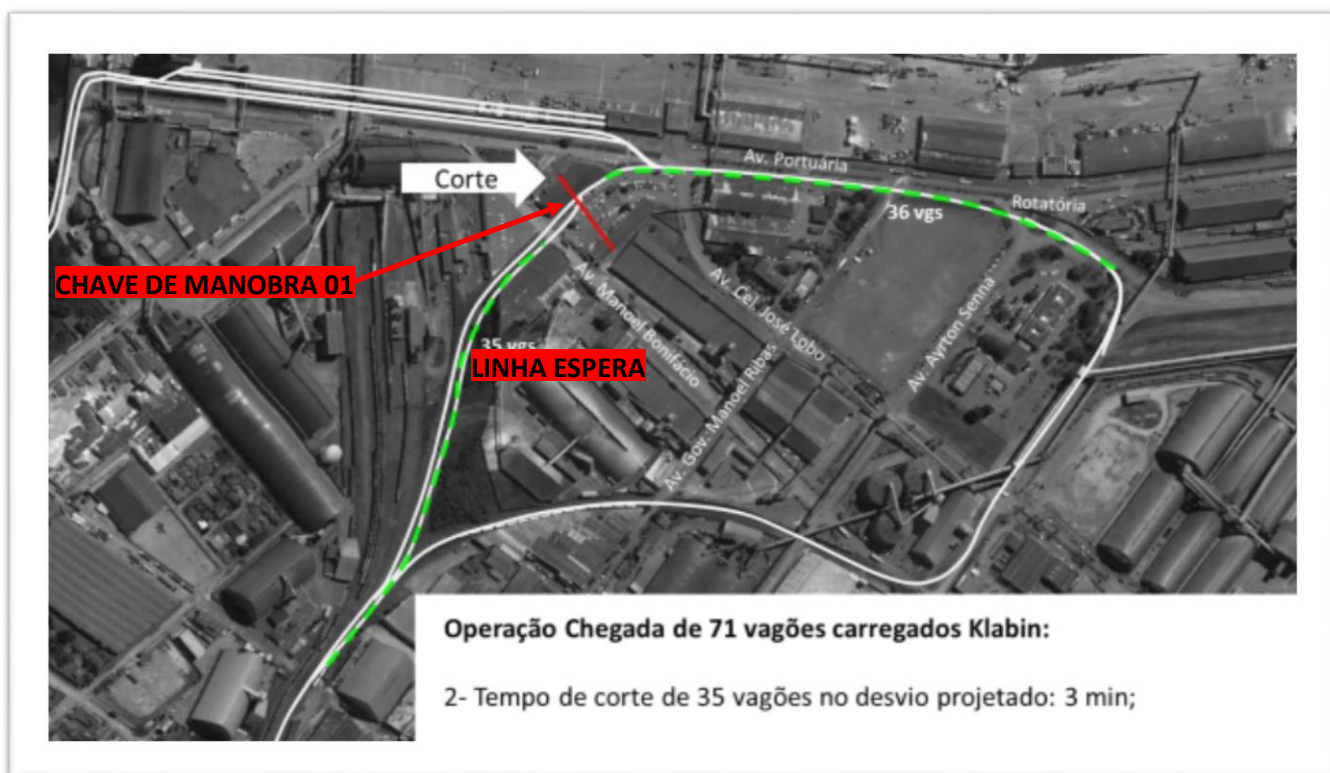 Av. Portuária
Corte
36 vgs
Rotatória
CHAVE DE MANOBRA 01
Av. Manoel Bonifácio
Av. Cel. José Lobo
Av. Ayrton Senna
35 vgs
LINHA ESPERA
Av. Gov. Manoel Ribas
Operação Chegada de 71 vagões carregados Klabin:
2- Tempo de corte de 35 vagões no desvio projetado: 3 min;